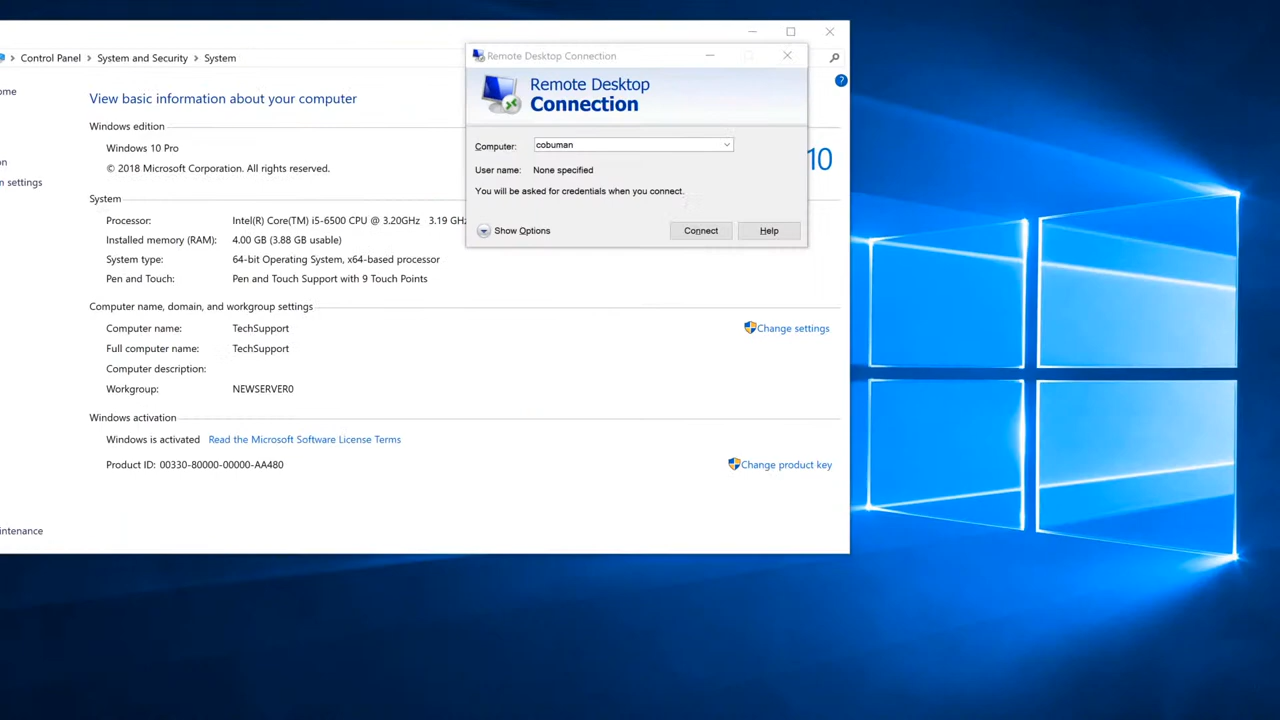 Control Panel > System and Security > System
ome
View basic information about your computer
Windows edition
on
Windows 10 Pro
© 2018 Microsoft Corporation. All rights reserved.
n settings
10
System
Processor: Intel(R) Core(TM) i5-6500 CPU @ 3.20GHz 3.19 GH
Installed memory (RAM): 4.00 GB (3.88 GB usable)
System type: 64-bit Operating System, x64-based processor
Pen and Touch: Pen and Touch Support with 9 Touch Points
Computer name, domain, and workgroup settings
Computer name: TechSupport
Change settings
Full computer name: TechSupport
Computer description:
Workgroup: NEWSERVER0
Windows activation
Windows is activated Read the Microsoft Software License Terms
Product ID: 00330-80000-00000-AA480
Change product key
intenance
Remote Desktop Connection
Remote Desktop
Connection
Computer: cobuman
User name: None specified
You will be asked for credentials when you connect.
Show Options
Connect
Help
?